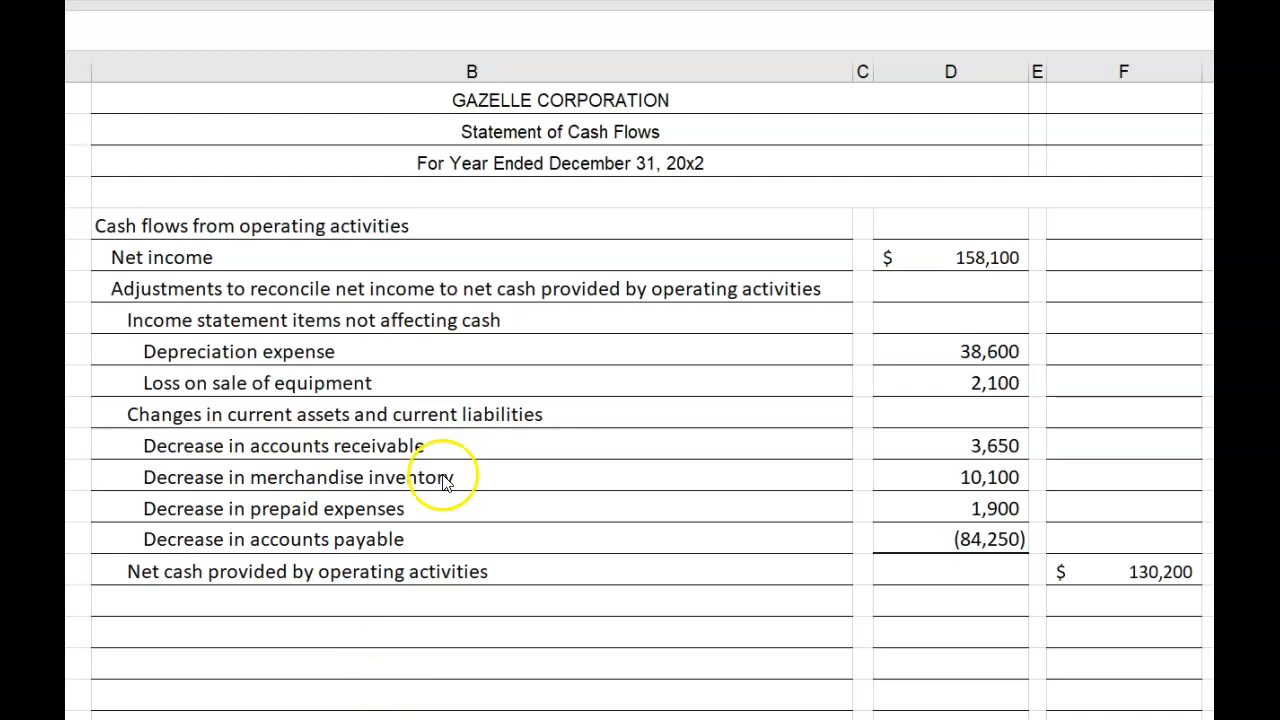 B C D E F
GAZELLE CORPORATION
Statement of Cash Flows
For Year Ended December 31, 20x2
Cash flows from operating activities
Net income $ 158,100
Adjustments to reconcile net income to net cash provided by operating activities
Income statement items not affecting cash
Depreciation expense 38,600
Loss on sale of equipment 2,100
Changes in current assets and current liabilities
Decrease in accounts receivable 3,650
Decrease in merchandise inventory 10,100
Decrease in prepaid expenses 1,900
Decrease in accounts payable (84,250)
Net cash provided by operating activities $ 130,200